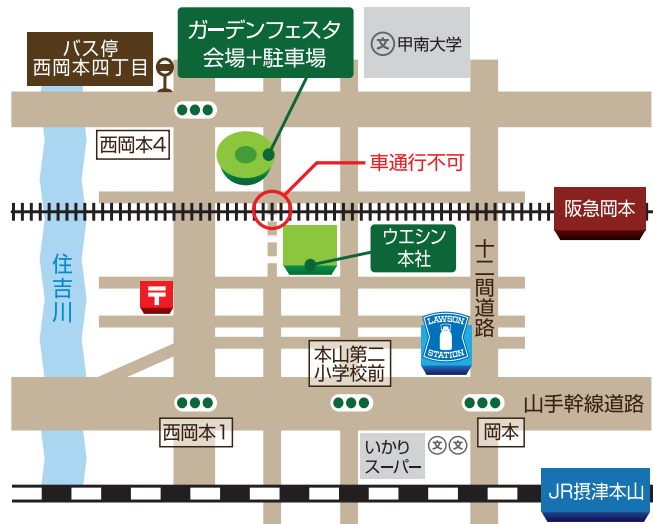 ガーデンフェスタ
会場+駐車場
文
甲南大学
バス停
西岡本四丁目
西岡本4
車通行不可
阪急岡本
ウエシン
本社
住吉川
十二間道路
〒
LAWSON
STATION
本山第二
小学校前
山手幹線道路
西岡本1
岡本
いかり
スーパー
文 文
JR摂津本山